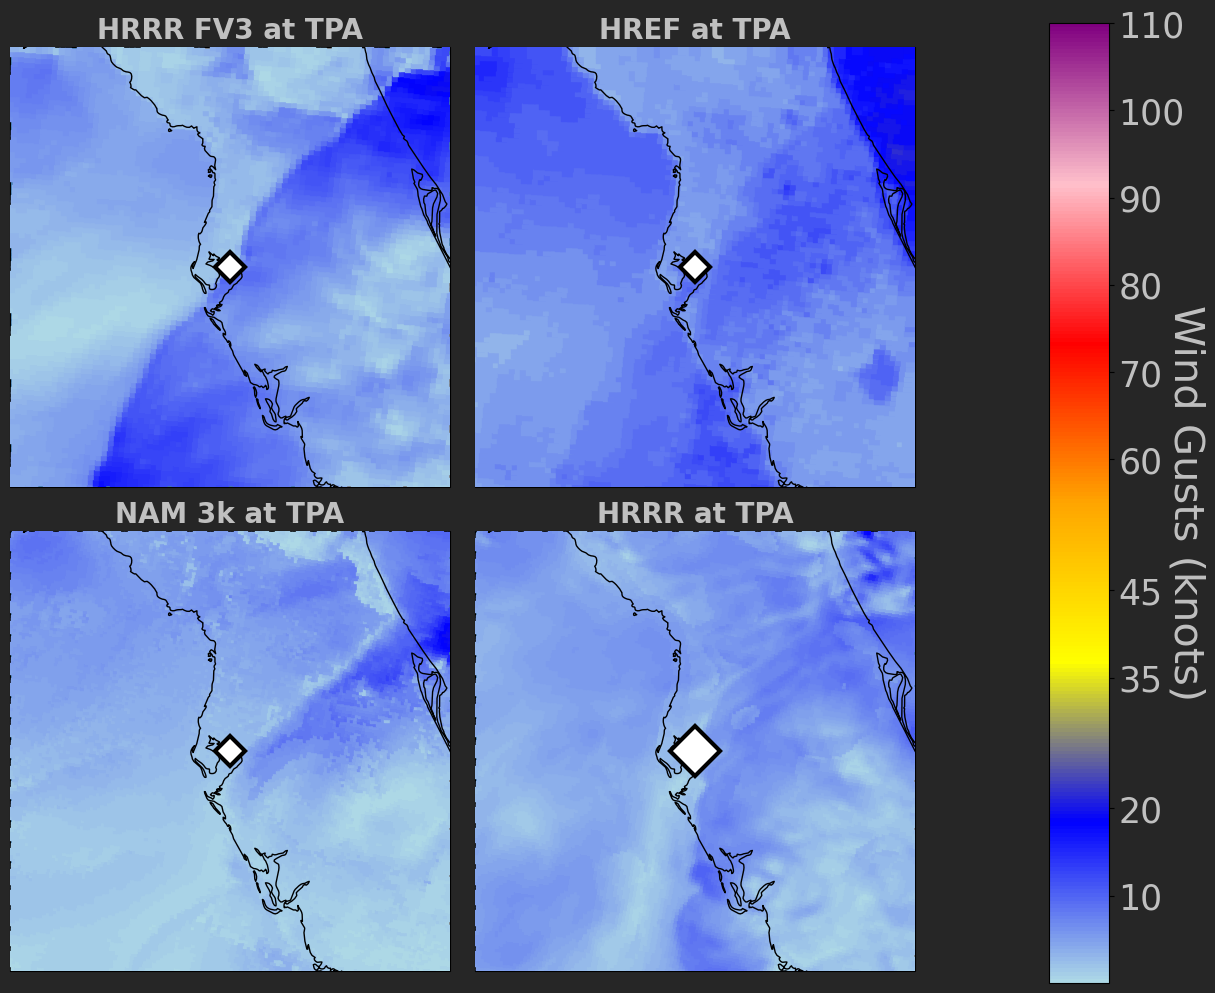 HRRR FV3 at TPA
HREF at TPA
NAM 3k at TPA
HRRR at TPA
110
100
90
80
70
60
45
35
20
10
Wind Gusts (knots)